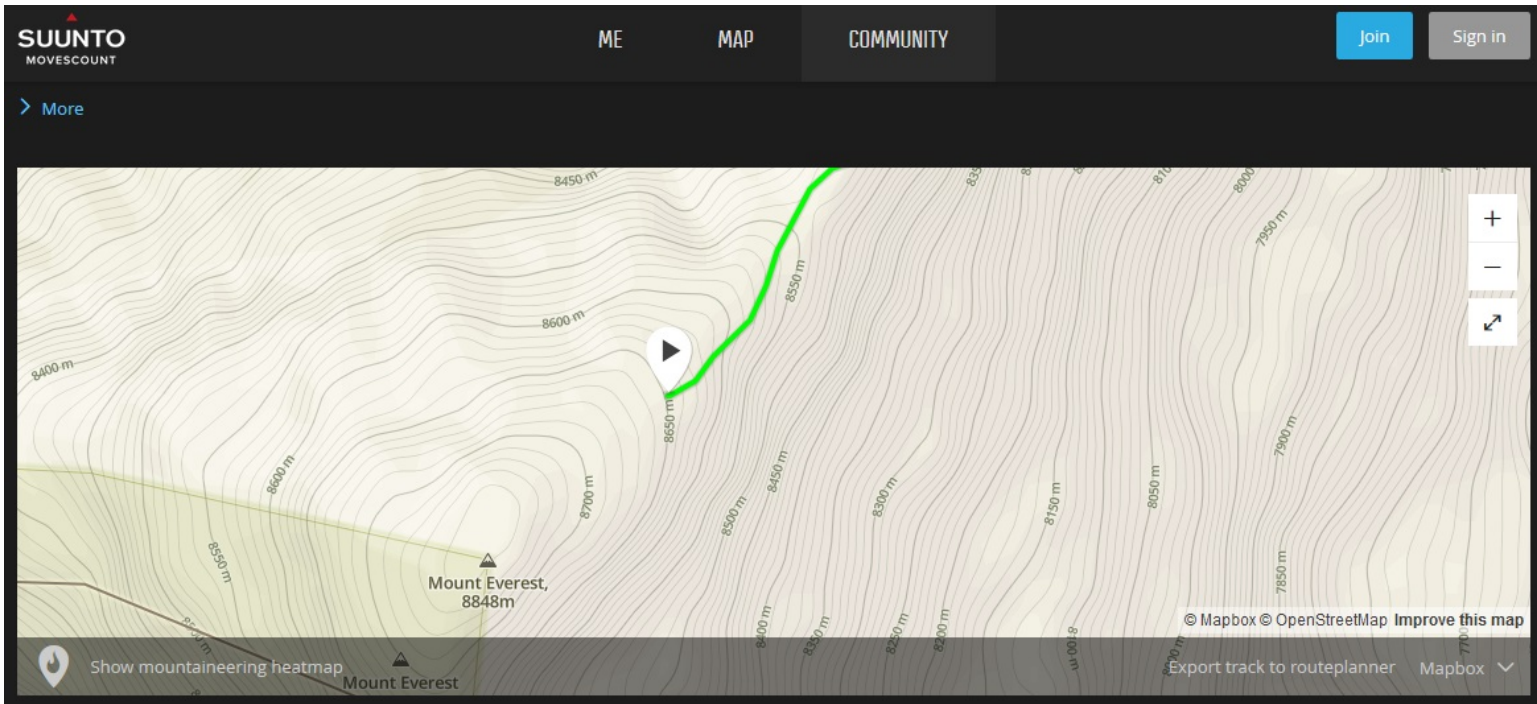 SUUNTO
MOVESCOUNT
ME
MAP
COMMUNITY
Join
Sign in
More
8450 m
8000
7950 m
8550 m
8600 m
8400 m
8650 m
8600 m
8450 m
7900 m
8700 m
8500 m
8300 m
8150 m
8050 m
8550 m
7850 m
Mount Everest,
8848m
8400 m
8350 m
8250 m
8200 m
8100 m
© Mapbox © OpenStreetMap Improve this map
Show mountaineering heatmap
Mount Everest
Export track to routeplanner
Mapbox